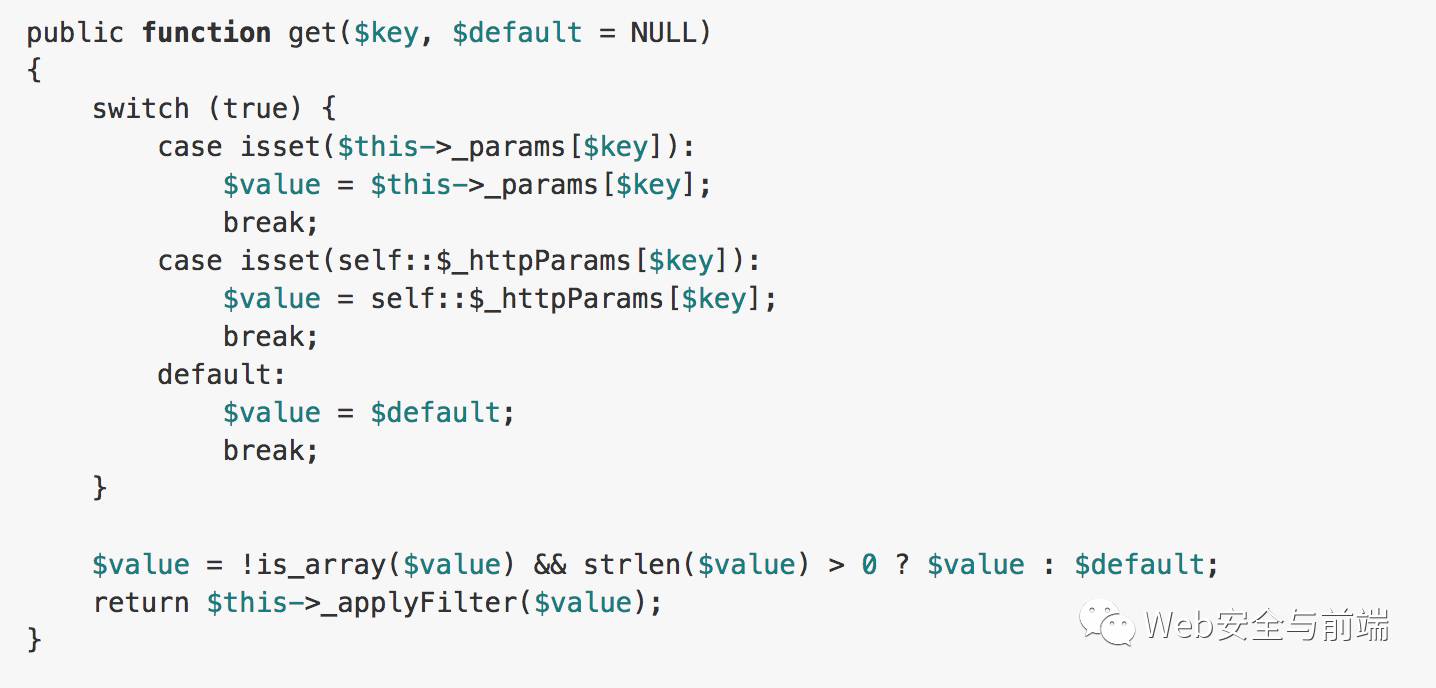 public function get($key, $default = NULL)
{
    switch (true) {
        case isset($this->_params[$key]):
            $value = $this->_params[$key];
            break;
        case isset(self::$_httpParams[$key]):
            $value = self::$_httpParams[$key];
            break;
        default:
            $value = $default;
            break;
    }

    $value = !is_array($value) && strlen($value) > 0 ? $value : $default;
    return $this->_applyFilter($value);
}
Web安全与前端